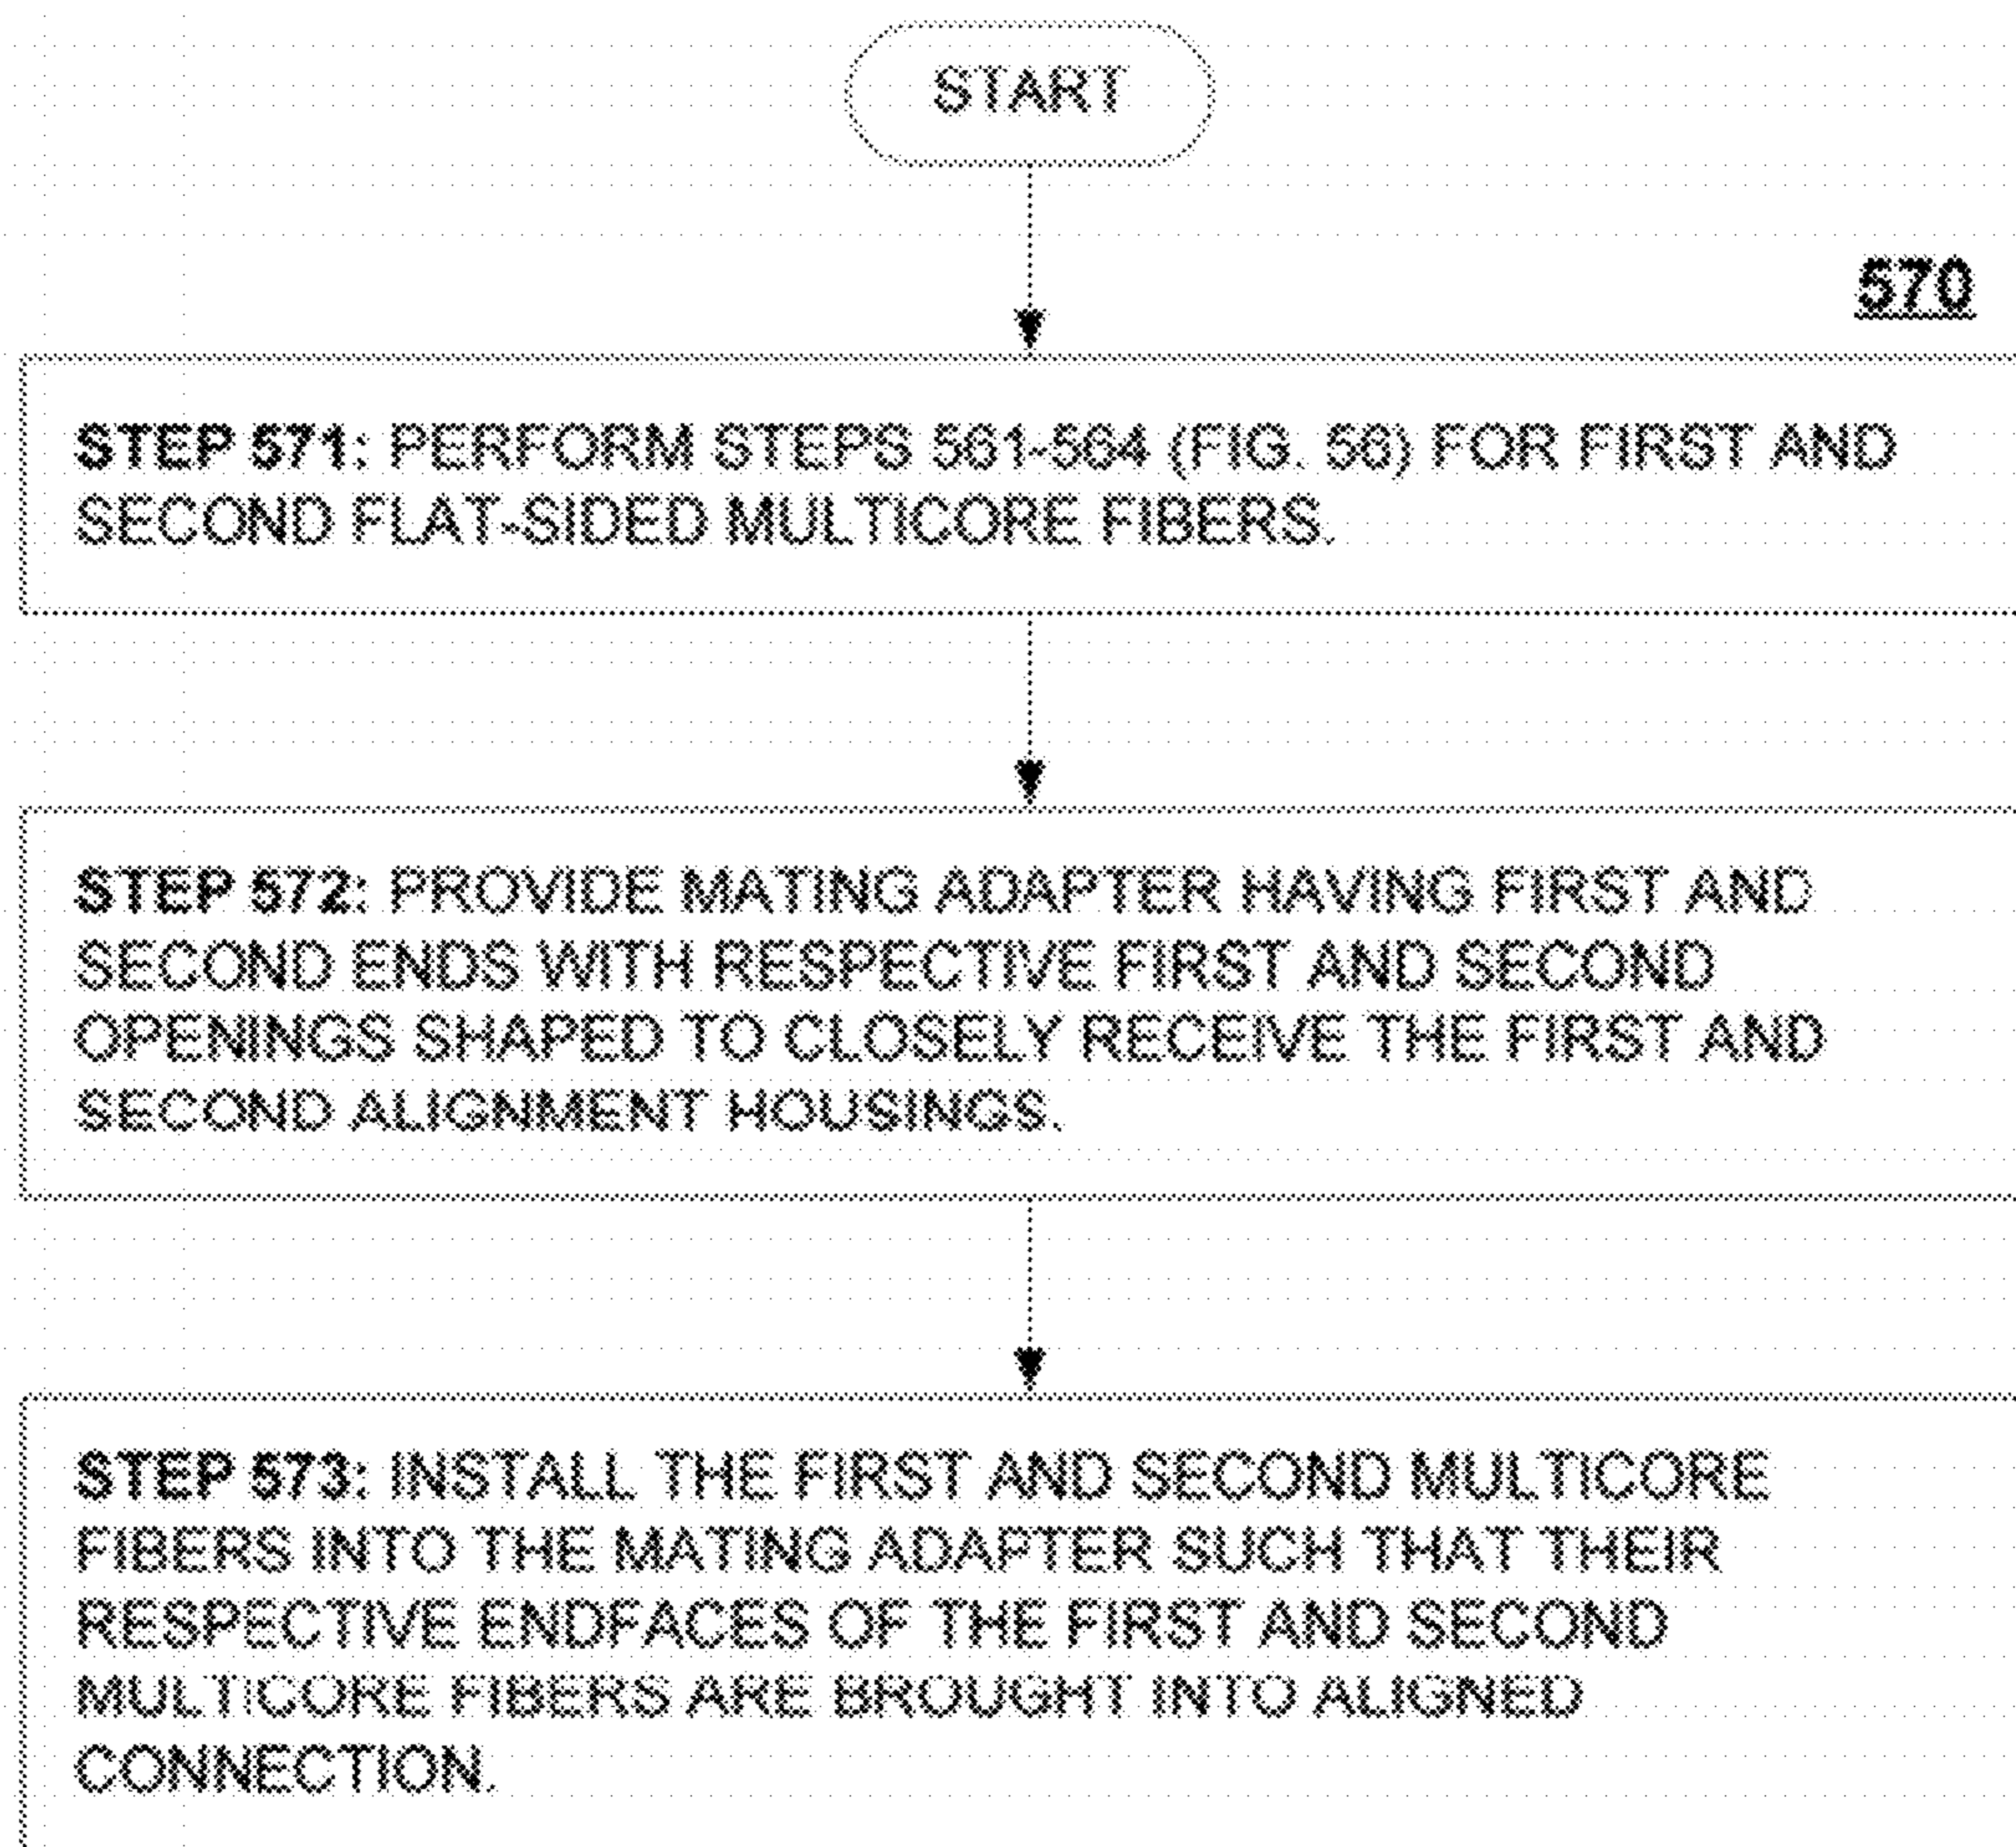 START
570
STEP 571: PERFORM STEPS 561-564 (FIG. 56) FOR FIRST AND
SECOND FLAT-SIDED MULTICORE FIBERS.
STEP 572: PROVIDE MATING ADAPTER HAVING FIRST AND
SECOND ENDS WITH RESPECTIVE FIRST AND SECOND
OPENINGS SHAPED TO CLOSELY RECEIVE THE FIRST AND
SECOND ALIGNMENT HOUSINGS.
STEP 573: INSTALL THE FIRST AND SECOND MULTICORE
FIBERS INTO THE MATING ADAPTER SUCH THAT THEIR
RESPECTIVE ENDFACES OF THE FIRST AND SECOND
MULTICORE FIBERS ARE BROUGHT INTO ALIGNED
CONNECTION.